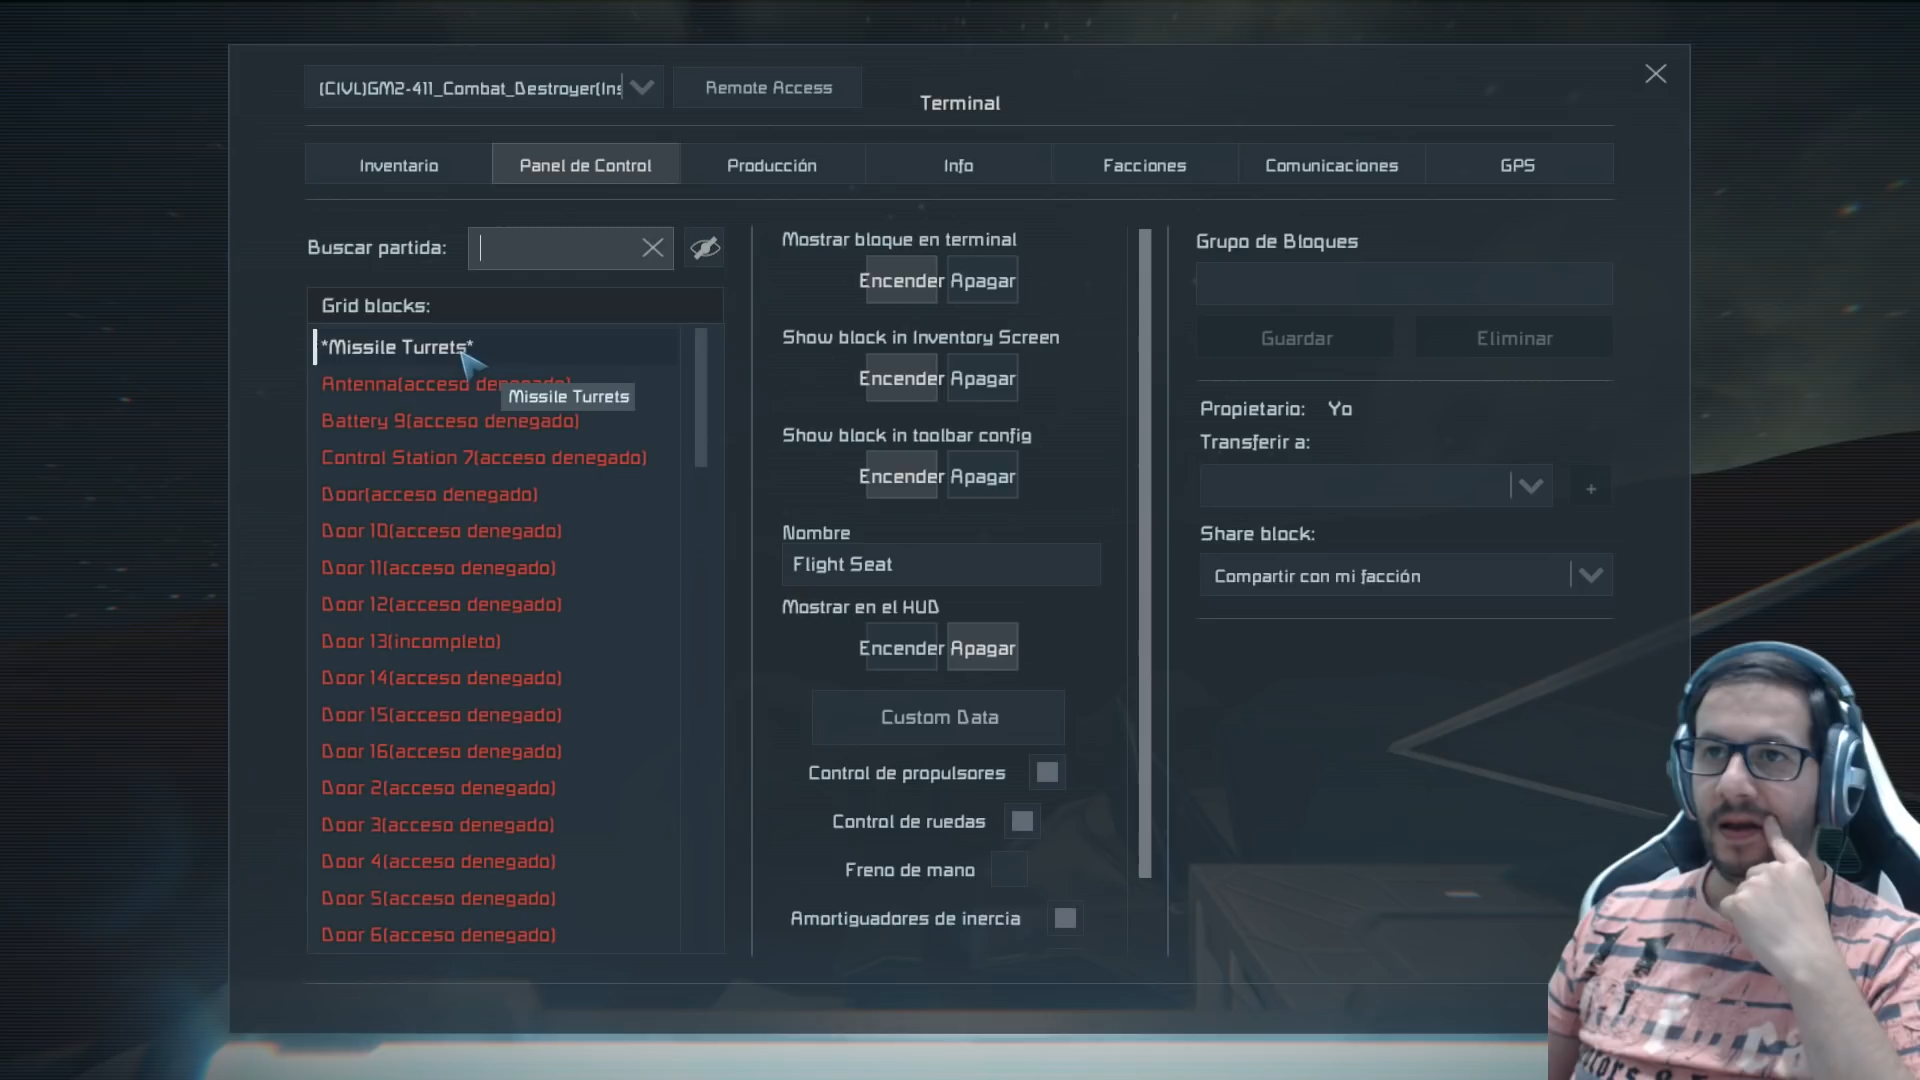 (CIVL)GM2-411_Combat_Destroyer(Ins
Remote Access
Terminal
Inventario
Panel de Control
Producción
Info
Facciones
Comunicaciones
GPS
Buscar partida:
Grid blocks:
*Missile Turrets*
Antenna(acceso denegado)
Missile Turrets
Battery 9(acceso denegado)
Control Station 7(acceso denegado)
Door(acceso denegado)
Door 10(acceso denegado)
Door 11(acceso denegado)
Door 12(acceso denegado)
Door 13(incompleto)
Door 14(acceso denegado)
Door 15(acceso denegado)
Door 16(acceso denegado)
Door 2(acceso denegado)
Door 3(acceso denegado)
Door 4(acceso denegado)
Door 5(acceso denegado)
Door 6(acceso denegado)
Mostrar bloque en terminal
Encender Apagar
Show block in Inventory Screen
Encender Apagar
Show block in toolbar config
Encender Apagar
Nombre
Flight Seat
Mostrar en el HUD
Encender Apagar
Custom Data
Control de propulsores
Control de ruedas
Freno de mano
Amortiguadores de inercia
Grupo de Bloques
Guardar
Eliminar
Propietario: Yo
Transferir a:
+
Share block:
Compartir con mi facción